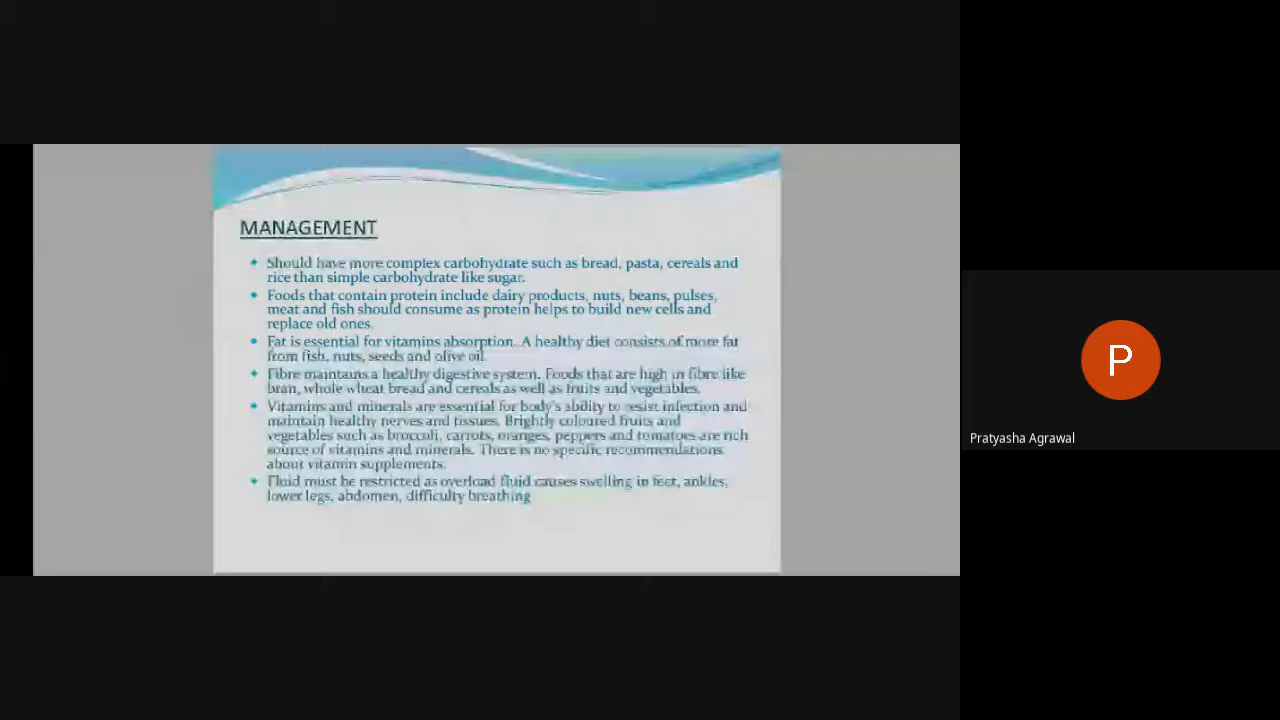 MANAGEMENT
Should have more complex carbohydrate such as bread, pasta, cereals and
rice than simple carbohydrate like sugar.
Foods that contain protein include dairy products, nuts, beans, pulses,
meat and fish should consume as protein helps to build new cells and
replace old ones.
Fat is essential for vitamins absorption. A healthy diet consists of more fat
from fish, nuts, seeds and olive oil.
Fibre maintains a healthy digestive system. Foods that are high in fibre like
bran, whole wheat bread and cereals as well as fruits and vegetables.
Vitamins and minerals are essential for body's ability to resist infection and
maintain healthy nerves and tissues. Brightly coloured fruits and
vegetables such as broccoli, carrots, oranges, peppers and tomatoes are rich
source of vitamins and minerals. There is no specific recommendations
about vitamin supplements.
Fluid must be restricted as overload fluid causes swelling in feet, ankles,
lower legs, abdomen, difficulty breathing
P
Pratyasha Agrawal